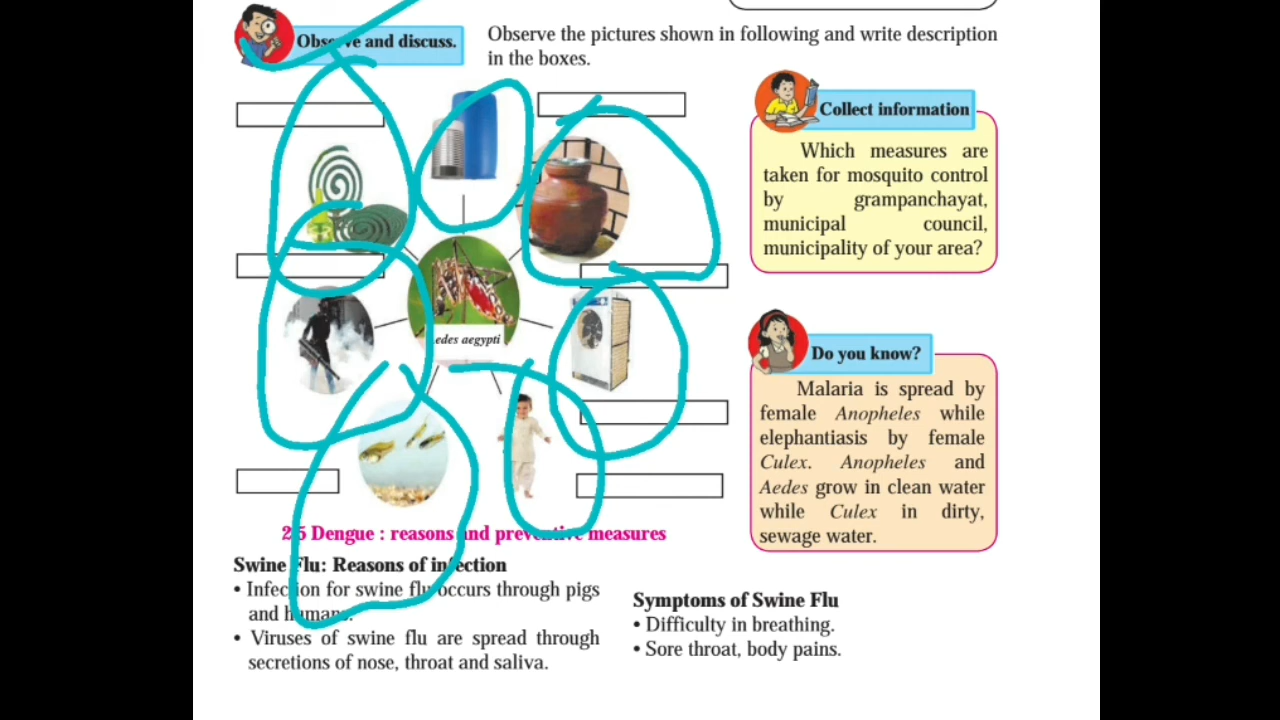 Observe and discuss.
Observe the pictures shown in following and write description
in the boxes.
Collect information
Which measures are
taken for mosquito control
by grampanchayat,
municipal council,
municipality of your area?
edes aegypti
Do you know?
Malaria is spread by
female Anopheles while
elephantiasis by female
Culex. Anopheles and
Aedes grow in clean water
while Culex in dirty,
sewage water.
2.5 Dengue : reasons and preventive measures
Swine Flu: Reasons of infection
• Infection for swine flu occurs through pigs
and humans.
• Viruses of swine flu are spread through
secretions of nose, throat and saliva.
Symptoms of Swine Flu
• Difficulty in breathing.
• Sore throat, body pains.